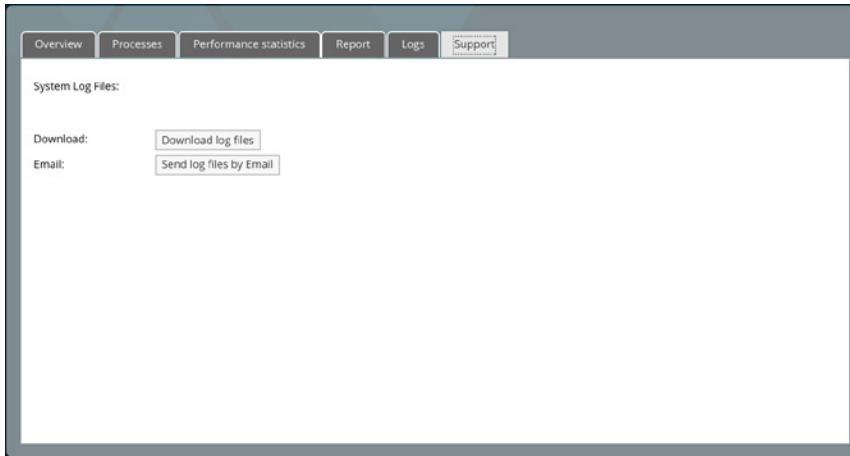 Overview Processes Performance statistics Report Logs Support
System Log Files:
Download: Download log files
Email: Send log files by Email